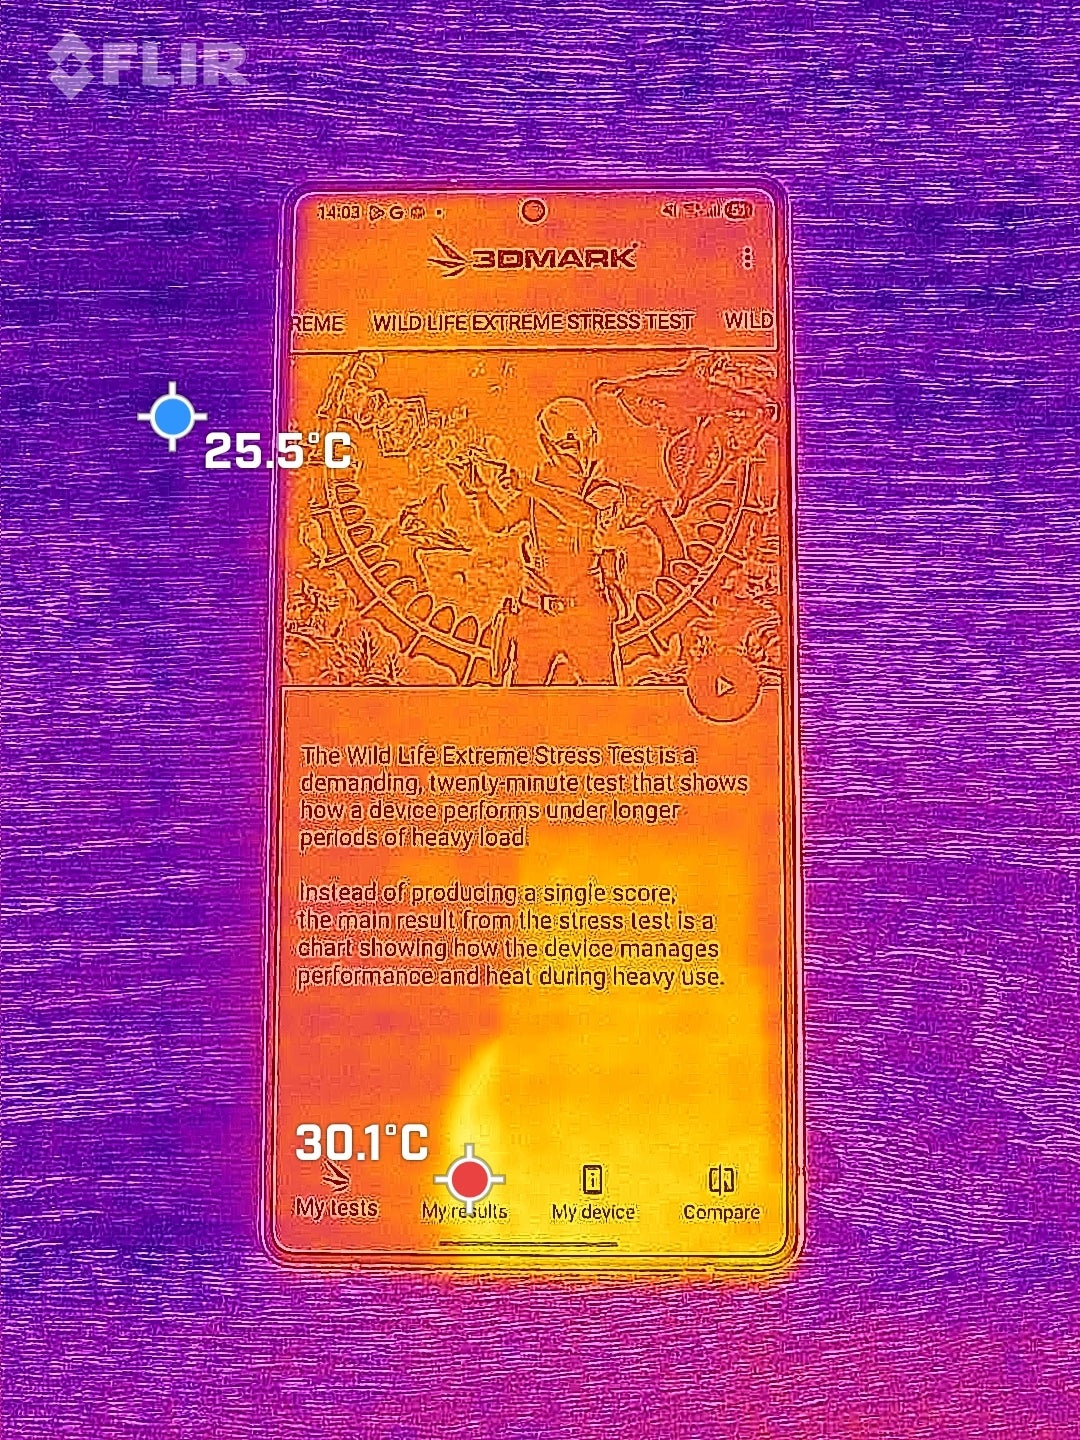 FLIR
14:03
3DMARK
REME WILD LIFE EXTREME STRESS TEST WILD
25.5°C
The Wild Life Extreme Stress Test is a
demanding, twenty-minute test that shows
how a device performs under longer
periods of heavy load.
Instead of producing a single score,
the main result from the stress test is a
chart showing how the device manages
performance and heat during heavy use.
30.1°C
My tests My results My device Compare